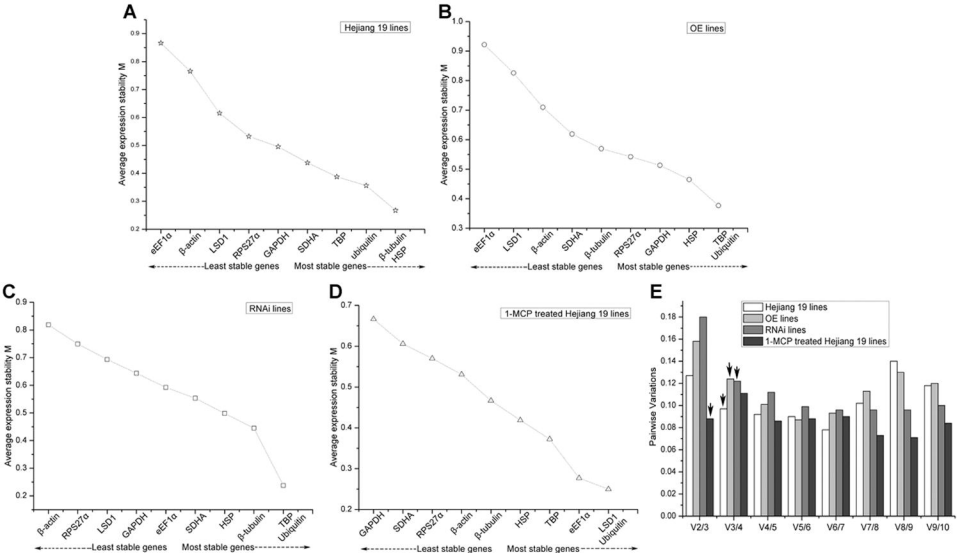 A
Hejiang 19 lines
Average expression stability M
0.9
0.8
0.7
0.6
0.5
0.4
0.3
0.2
eEF1α
β-actin
LSD1
RPS27α
GAPDH
SDHA
TBP
ubiquitin
β-tubulin
HSP
Least stable genes
Most stable genes
B
OE lines
Average expression stability M
1.0
0.9
0.8
0.7
0.6
0.5
0.4
0.3
eEF1α
LSD1
β-actin
SDHA
β-tubulin
RPS27α
GAPDH
HSP
TBP
Ubiquitin
Least stable genes
Most stable genes
C
RNAi lines
Average expression stability M
0.9
0.8
0.7
0.6
0.5
0.4
0.3
0.2
β-actin
RPS27α
LSD1
GAPDH
eEF1α
SDHA
HSP
β-tubulin
TBP
Ubiquitin
Least stable genes
Most stable genes
D
1-MCP treated Hejiang 19 lines
Average expression stability M
0.7
0.6
0.5
0.4
0.3
0.2
GAPDH
SDHA
RPS27α
β-actin
β-tubulin
HSP
TBP
eEF1α
LSD1
Ubiquitin
Least stable genes
Most stable genes
E
Hejiang 19 lines
OE lines
RNAi lines
1-MCP treated Hejiang 19 lines
Pairwise Variations
0.18
0.16
0.14
0.12
0.10
0.08
0.06
0.04
0.02
0.00
V2/3
V3/4
V4/5
V5/6
V6/7
V7/8
V8/9
V9/10